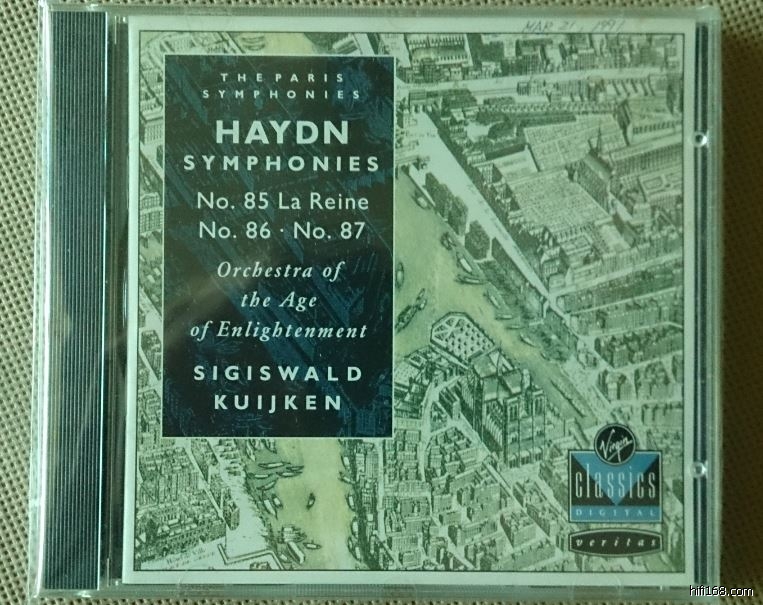 MAR 21, 1991
THE PARIS
SYMPHONIES
HAYDN
SYMPHONIES
No. 85 La Reine
No. 86 · No. 87
Orchestra of
the Age
of Enlightenment
SIGISWALD
KUIJKEN
Virgin
classics
DIGITAL
veritas
hifi168.com